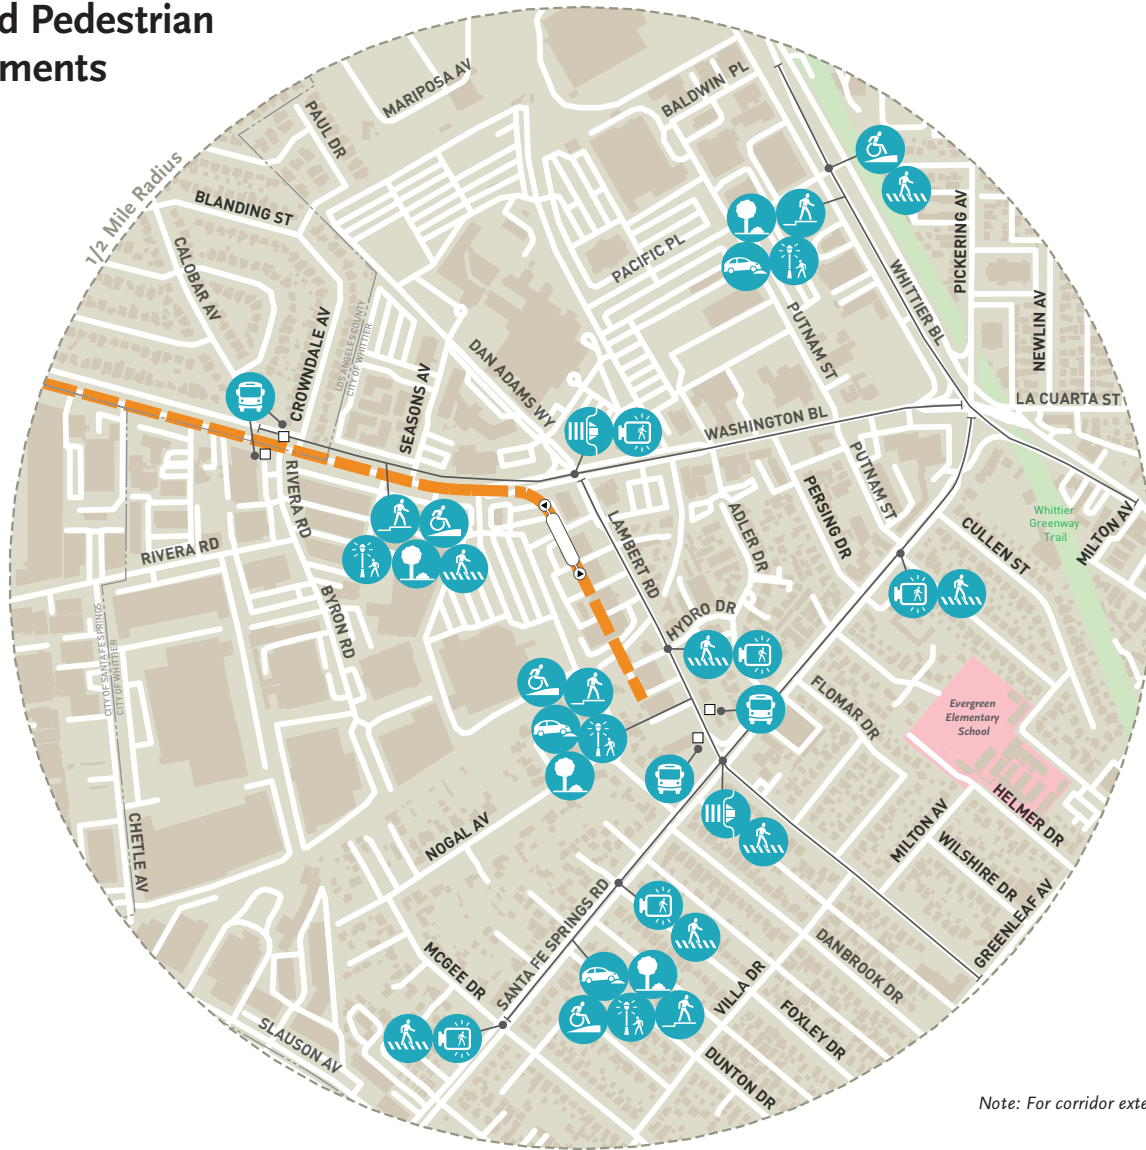 d Pedestrian
ments
1/2 Mile Radius
MARIPOSA AV
BALDWIN PL
PAUL DR
BLANDING ST
CALOBAR AV
CROWNDALE AV
LOS ANGELES COUNTY
CITY OF WHITTIER
SEASONS AV
DAN ADAMS WY
PACIFIC PL
PUTNAM ST
WHITTIER BL
PICKERING AV
NEWLIN AV
LA CUARTA ST
WASHINGTON BL
PUTNAM ST
PERSING DR
ADLER DR
LAMBERT RD
HYDRO DR
RIVERA RD
RIVERA RD
BYRON RD
CITY OF SANTA FE SPRINGS
CITY OF WHITTIER
CULLEN ST
Whittier
Greenway
Trail
MILTON AV
FLOMAR DR
Evergreen
Elementary
School
HELMER DR
MILTON AV
WILSHIRE DR
GREENLEAF AV
CHETLE AV
NOGAL AV
SANTA FE SPRINGS RD
MCGEE DR
SLAUSON AV
DANBROOK DR
VILLA DR
FOXLEY DR
DUNTON DR
Note: For corridor exte